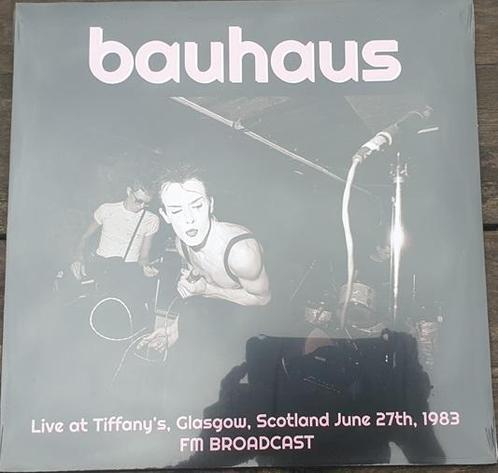 bauhaus
Live at Tiffany's, Glasgow, Scotland June 27th, 1983
FM BROADCAST